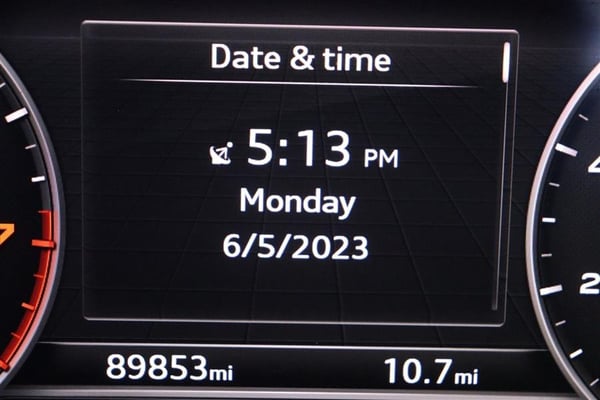 Date & time
5:13 PM
Monday
6/5/2023
89853mi 10.7mi